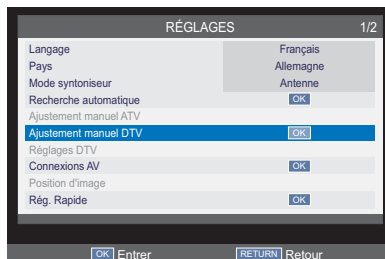 RÉGLAGES 1/2
Langage Français
Pays Allemagne
Mode syntoniseur Antenne
Recherche automatique OK
Ajustement manuel ATV
Ajustement manuel DTV OK
Réglages DTV
Connexions AV OK
Position d'image
Rég. Rapide OK
OK Entrer RETURN Retour